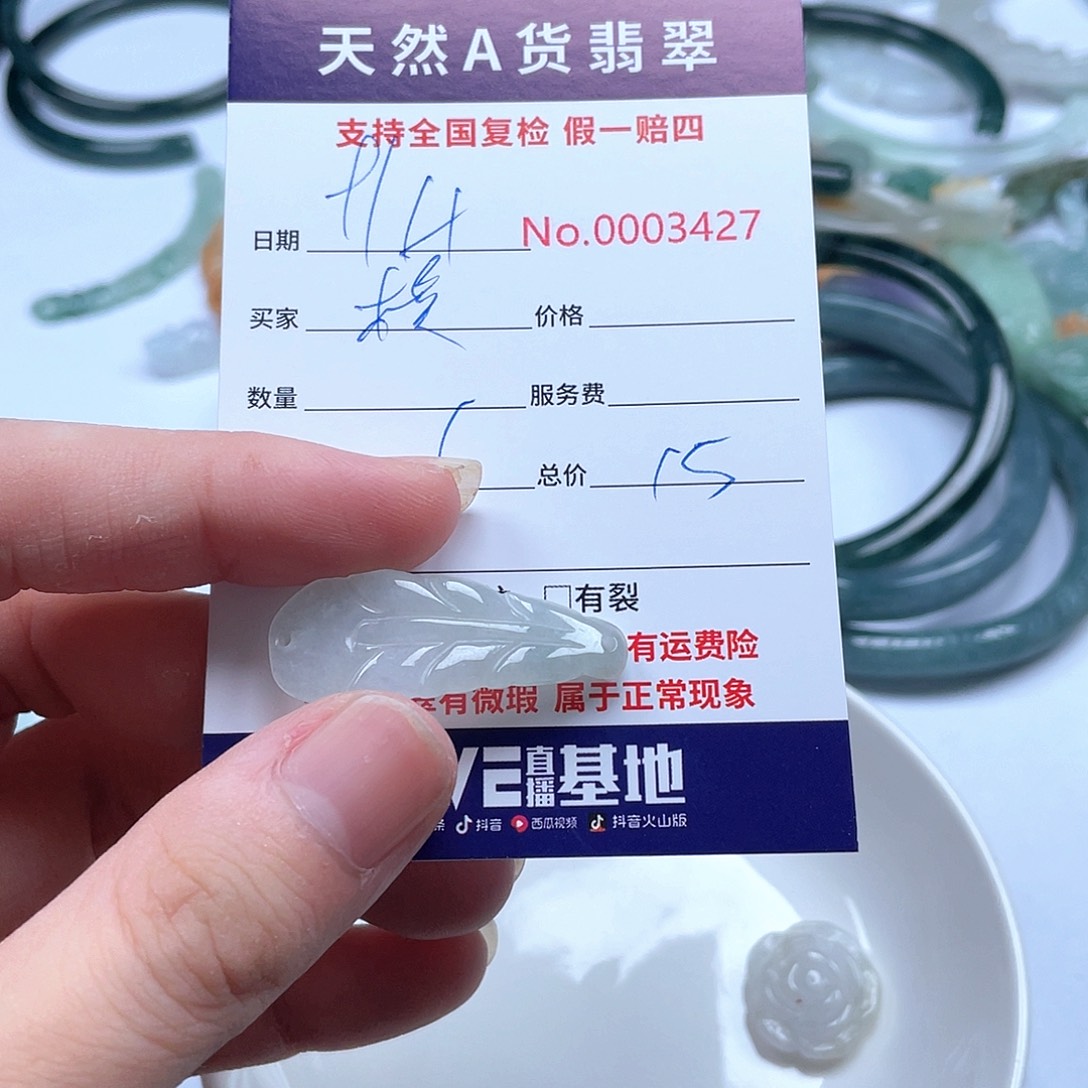 天然A货翡翠
支持全国复检 假一赔四
日期 No.0003427
买家 价格
数量 服务费
总价 15
□有裂
有运费险
有微瑕 属于正常现象
VE直播基地
抖音 西瓜视频 抖音火山版